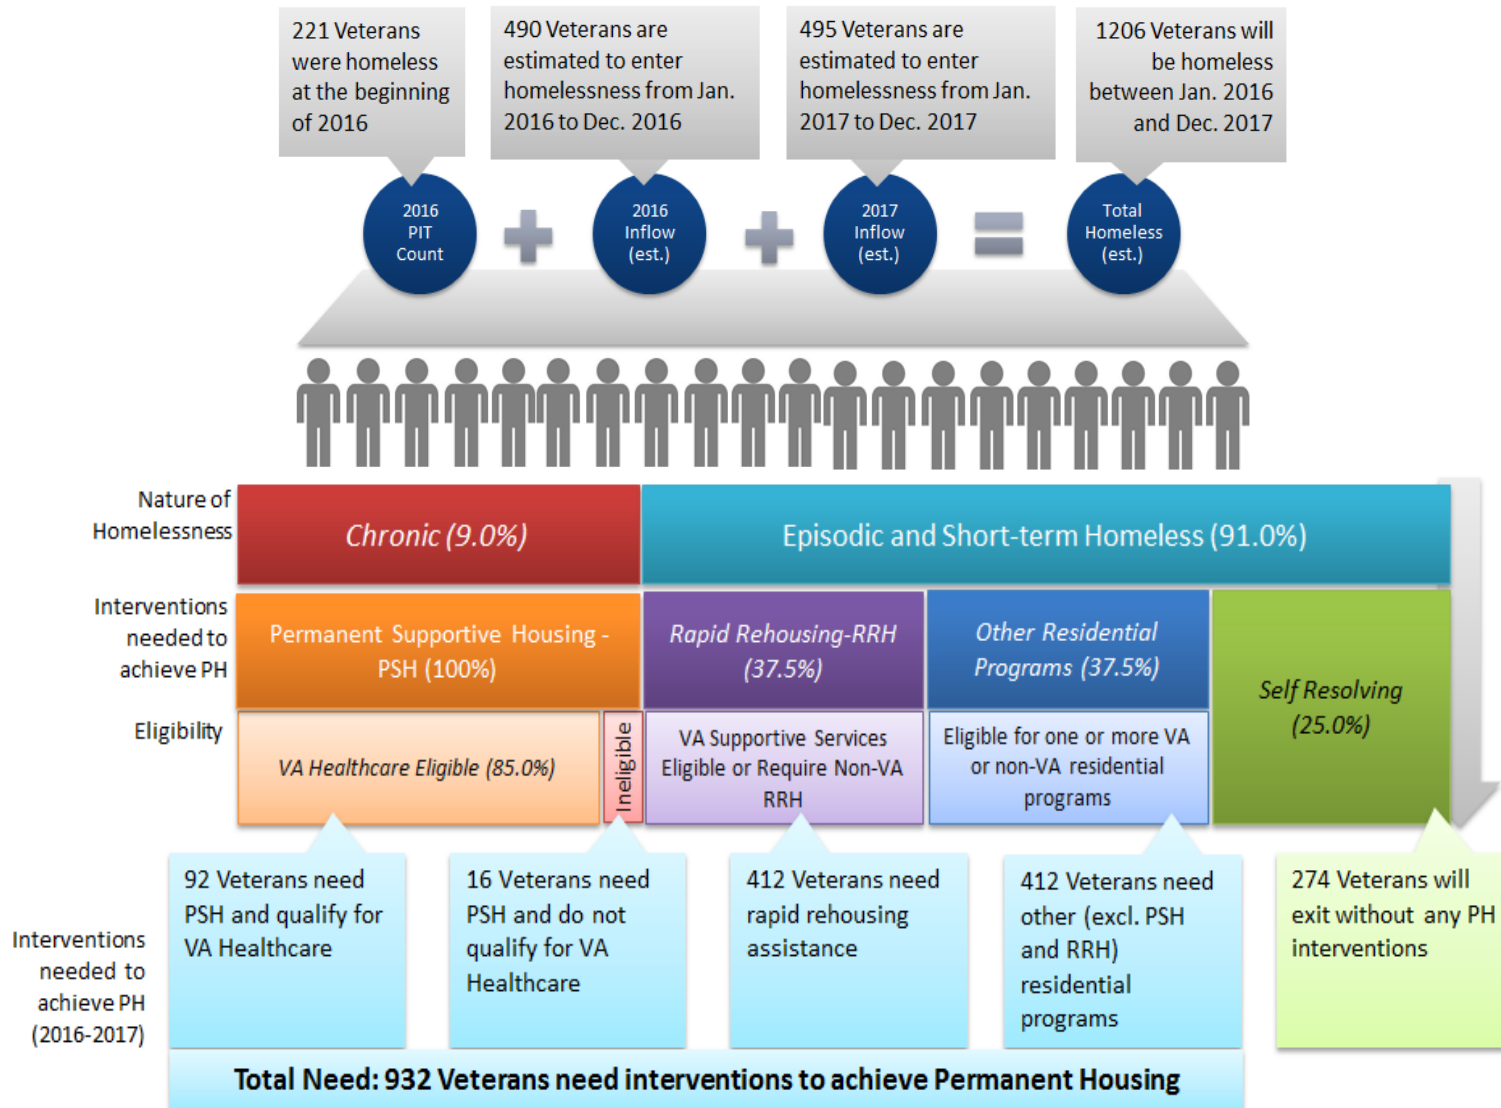 221 Veterans
were homeless
at the beginning
of 2016
490 Veterans are
estimated to enter
homelessness from Jan.
2016 to Dec. 2016
495 Veterans are
estimated to enter
homelessness from Jan.
2017 to Dec. 2017
1206 Veterans will
be homeless
between Jan. 2016
and Dec. 2017
2016
PIT
Count
2016
Inflow
(est.)
2017
Inflow
(est.)
Total
Homeless
(est.)
Nature of
Homelessness
Chronic (9.0%)
Episodic and Short-term Homeless (91.0%)
Interventions
needed to
achieve PH
Permanent Supportive Housing -
PSH (100%)
Rapid Rehousing-RRH
(37.5%)
Other Residential
Programs (37.5%)
Self Resolving
(25.0%)
Eligibility
VA Healthcare Eligible (85.0%)
Ineligible
VA Supportive Services
Eligible or Require Non-VA
RRH
Eligible for one or more VA
or non-VA residential
programs
Interventions
needed to
achieve PH
(2016-2017)
92 Veterans need
PSH and qualify for
VA Healthcare
16 Veterans need
PSH and do not
qualify for VA
Healthcare
412 Veterans need
rapid rehousing
assistance
412 Veterans need
other (excl. PSH
and RRH)
residential
programs
274 Veterans will
exit without any PH
interventions
Total Need: 932 Veterans need interventions to achieve Permanent Housing